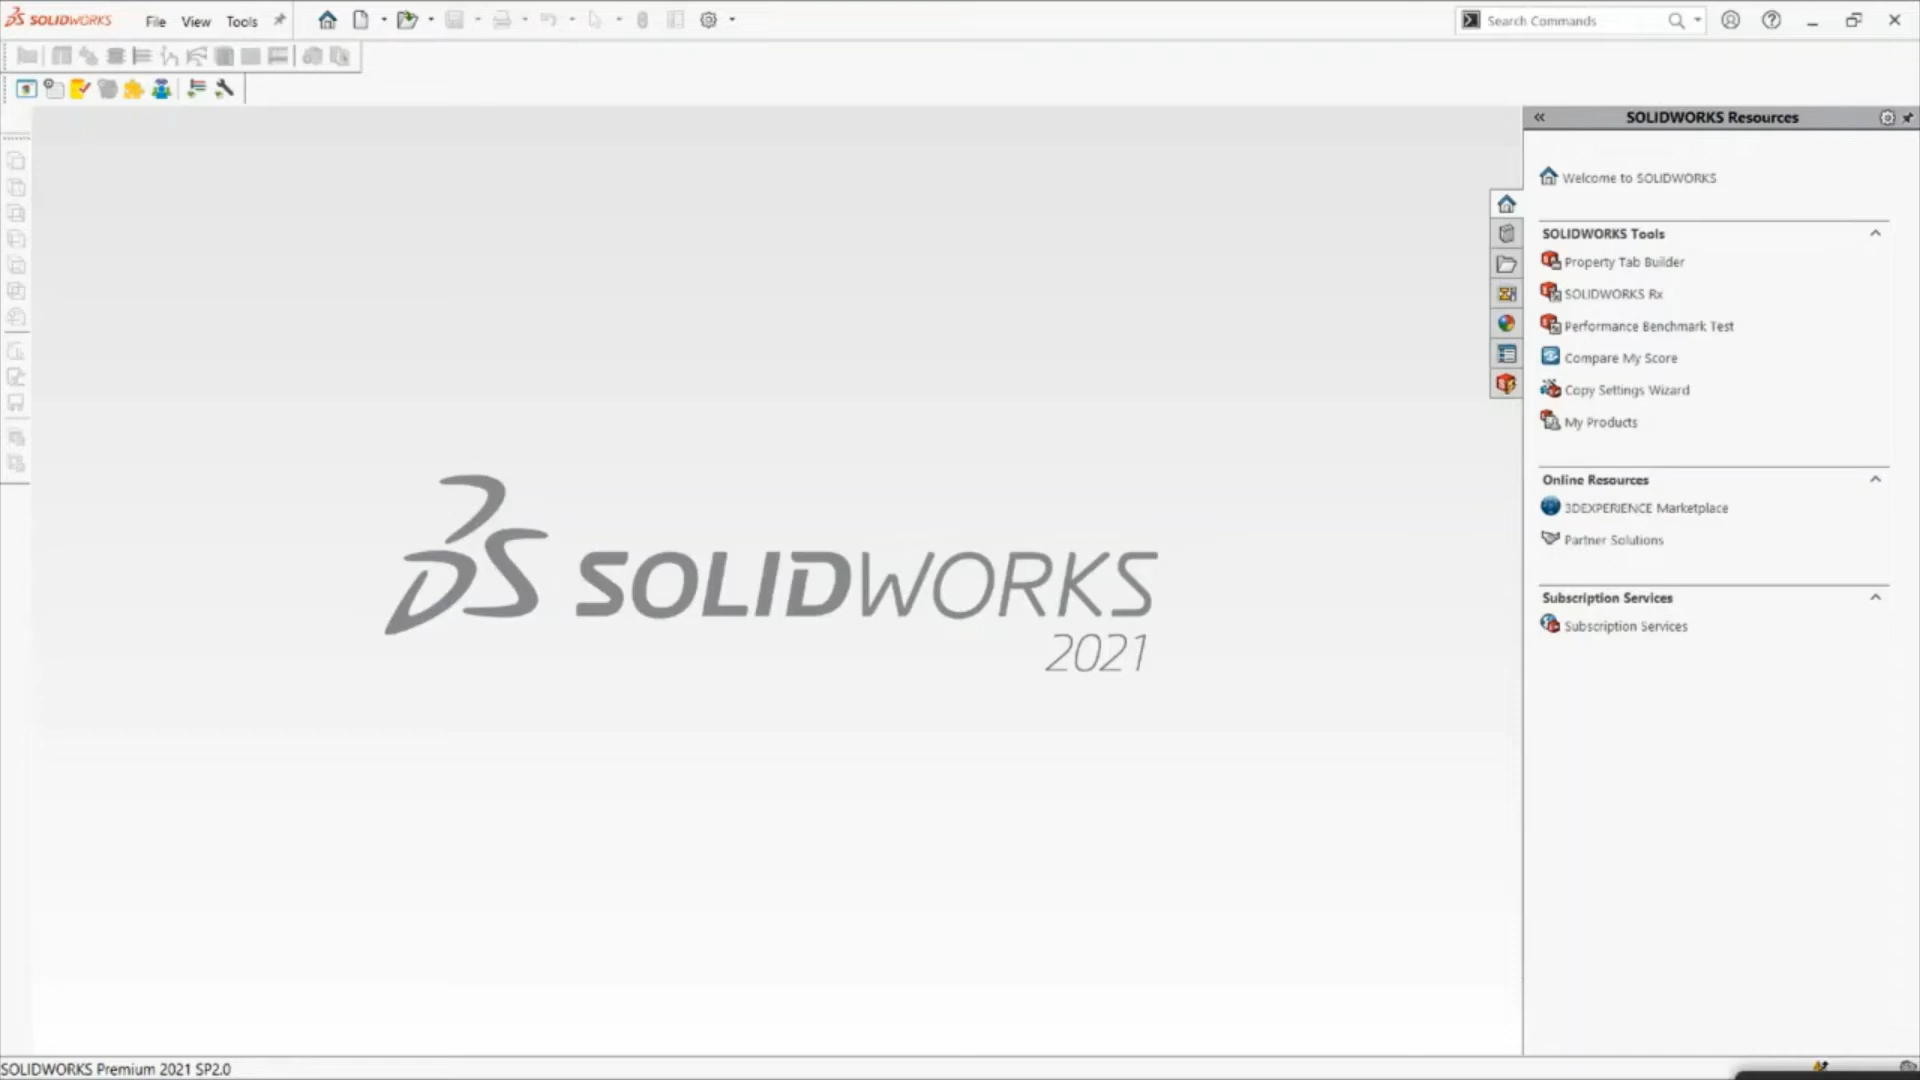 SOLIDWORKS File View Tools Search Commands
SOLIDWORKS Resources
Welcome to SOLIDWORKS
SOLIDWORKS Tools
Property Tab Builder
SOLIDWORKS Rx
Performance Benchmark Test
Compare My Score
Copy Settings Wizard
My Products
Online Resources
3DEXPERIENCE Marketplace
Partner Solutions
Subscription Services
Subscription Services
SOLIDWORKS
2021
SOLIDWORKS Premium 2021 SP2.0